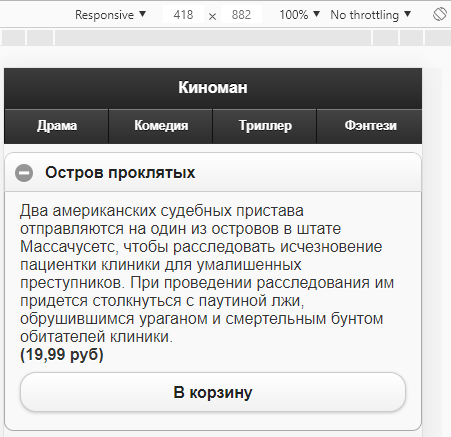 Responsive ▼ 418 × 882 100% ▼ No throttling ▼
Киноман
Драма Комедия Триллер Фэнтези
Остров проклятых
Два американских судебных пристава
отправляются на один из островов в штате
Массачусетс, чтобы расследовать исчезновение
пациентки клиники для умалишенных
преступников. При проведении расследования им
придется столкнуться с паутиной лжи,
обрушившимся ураганом и смертельным бунтом
обитателей клиники.
(19,99 руб)
В корзину